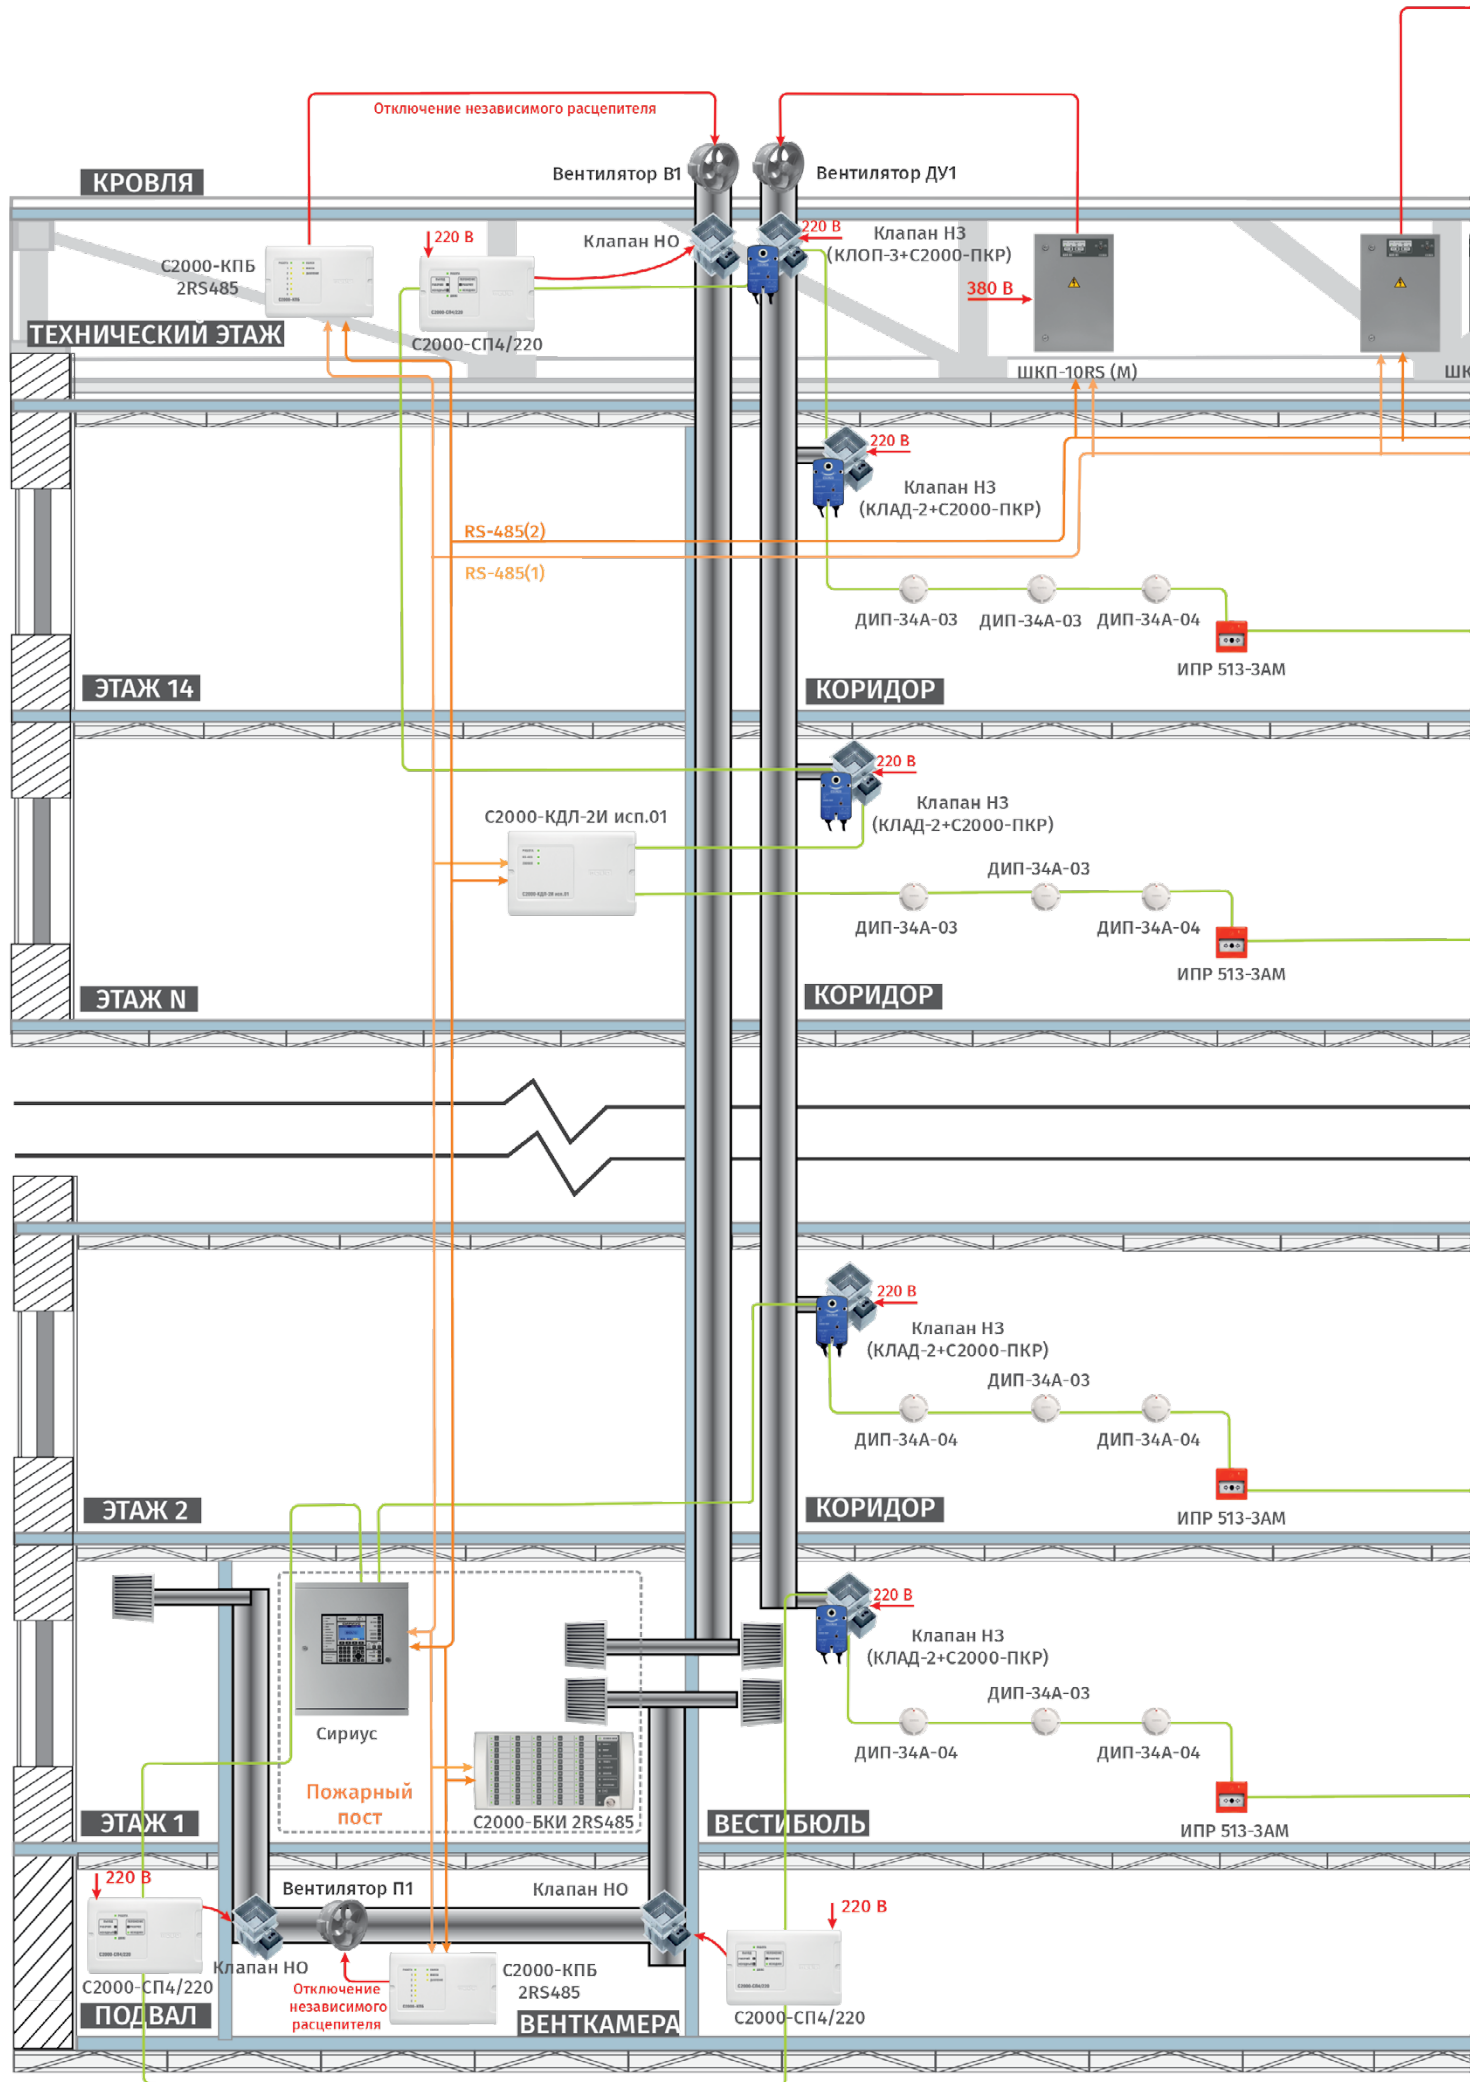 Отключение независимого расцепителя
Вентилятор В1
Вентилятор ДУ1
КРОВЛЯ
220 В
Клапан НО
220 В
Клапан НЗ
(КЛОП-3+С2000-ПКР)
С2000-КПБ
2RS485
380 В
ТЕХНИЧЕСКИЙ ЭТАЖ
С2000-СП4/220
ШКП-10RS (М)
ШК
220 В
Клапан НЗ
(КЛАД-2+С2000-ПКР)
RS-485(2)
RS-485(1)
ДИП-34А-03
ДИП-34А-03
ДИП-34А-04
ИПР 513-3АМ
ЭТАЖ 14
КОРИДОР
220 В
Клапан НЗ
(КЛАД-2+С2000-ПКР)
С2000-КДЛ-2И исп.01
С2000-КДЛ-2И исп.01
ДИП-34А-03
ДИП-34А-03
ДИП-34А-04
ИПР 513-3АМ
ЭТАЖ N
КОРИДОР
220 В
Клапан НЗ
(КЛАД-2+С2000-ПКР)
ДИП-34А-03
ДИП-34А-04
ДИП-34А-04
ИПР 513-3АМ
ЭТАЖ 2
КОРИДОР
220 В
Клапан НЗ
(КЛАД-2+С2000-ПКР)
ДИП-34А-03
ДИП-34А-04
ДИП-34А-04
ИПР 513-3АМ
Сириус
Пожарный
пост
С2000-БКИ 2RS485
ЭТАЖ 1
ВЕСТИБЮЛЬ
220 В
Вентилятор П1
Клапан НО
220 В
Клапан НО
С2000-СП4/220
С2000-КПБ
2RS485
Отключение
независимого
расцепителя
С2000-СП4/220
ПОДВАЛ
ВЕНТКАМЕРА